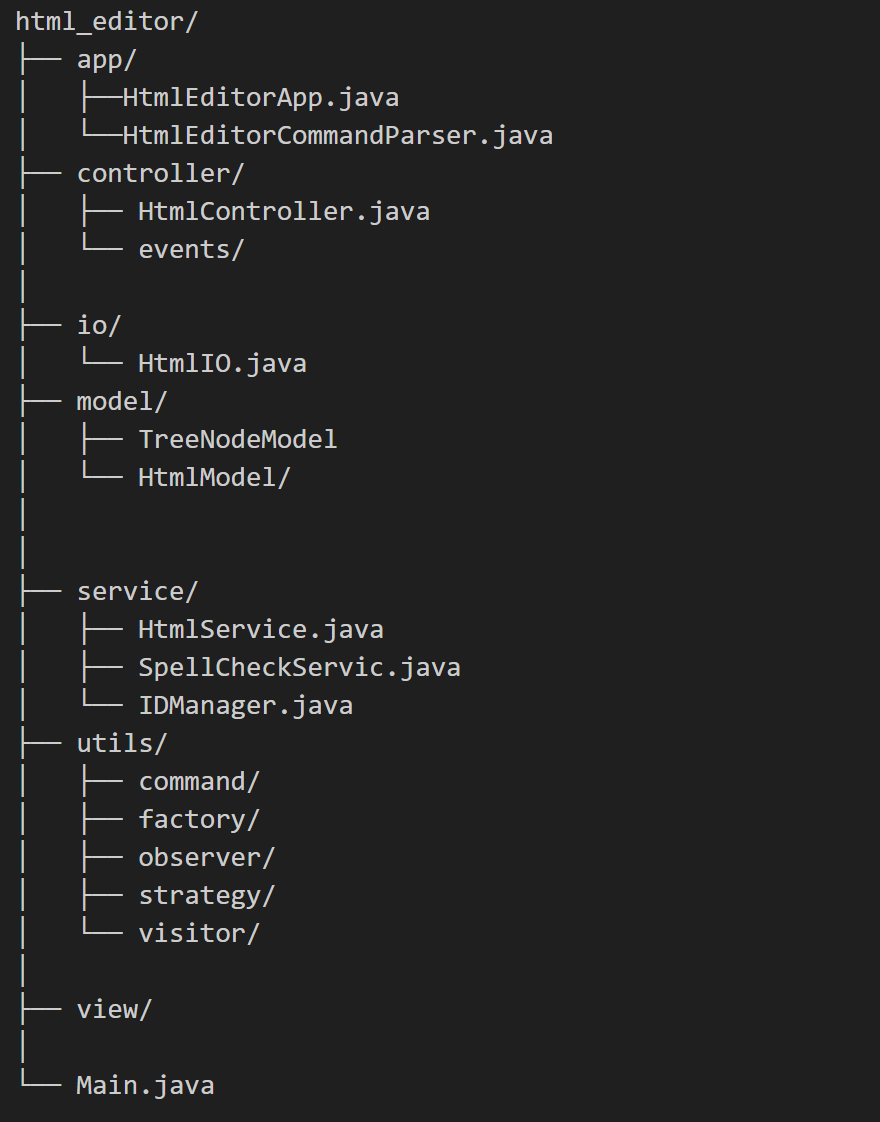 html_editor/
├── app/
│   ├──HtmlEditorApp.java
│   └──HtmlEditorCommandParser.java
├── controller/
│   ├── HtmlController.java
│   └── events/
│
├── io/
│   └── HtmlIO.java
├── model/
│   ├── TreeNodeModel
│   └── HtmlModel/
│
│
├── service/
│   ├── HtmlService.java
│   ├── SpellCheckServic.java
│   └── IDManager.java
├── utils/
│   ├── command/
│   ├── factory/
│   ├── observer/
│   ├── strategy/
│   └── visitor/
│
├── view/
│
└── Main.java